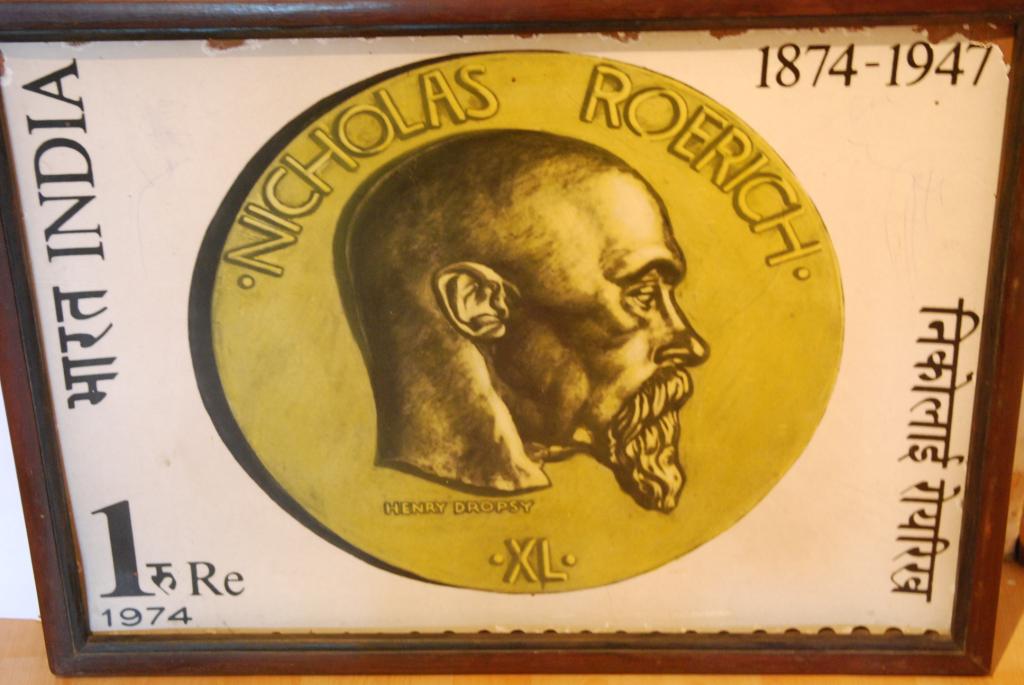 भारत INDIA
NICHOLAS ROERICH
1874-1947
HENRY DROPSY
XL
निकोलाई रोयरिख
1 रु Re
1974